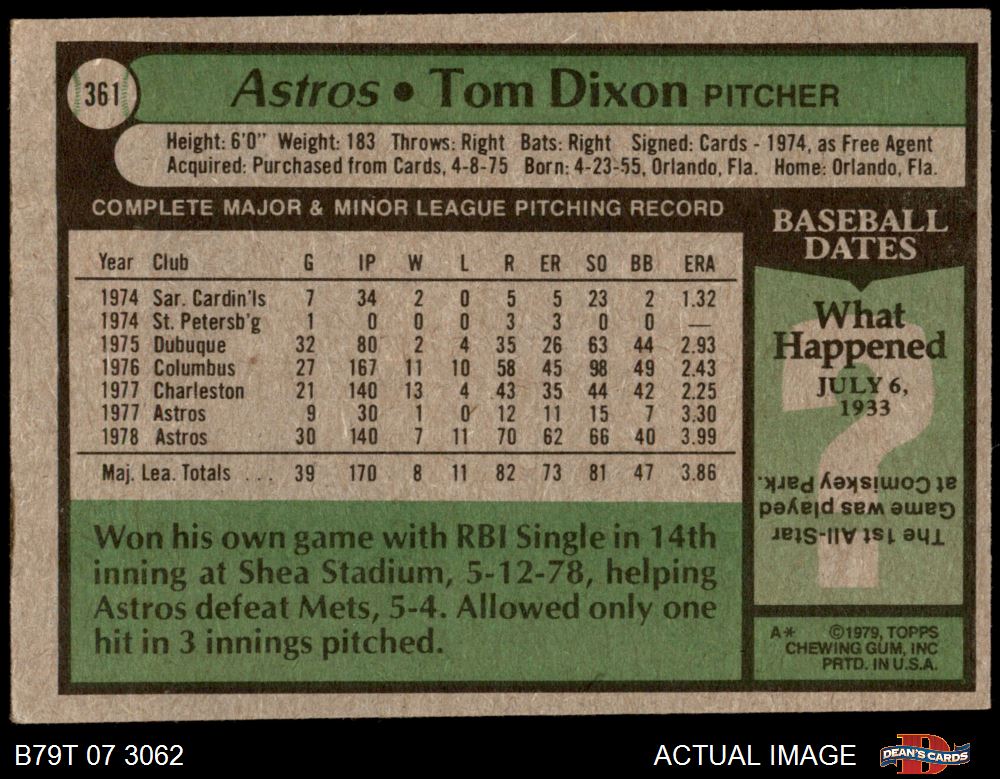 361
Astros • Tom Dixon PITCHER
Height: 6'0" Weight: 183 Throws: Right Bats: Right Signed: Cards - 1974, as Free Agent
Acquired: Purchased from Cards, 4-8-75 Born: 4-23-55, Orlando, Fla. Home: Orlando, Fla.
COMPLETE MAJOR & MINOR LEAGUE PITCHING RECORD
Year Club G IP W L R ER SO BB ERA
1974 Sar. Cardin'ls 7 34 2 0 5 5 23 2 1.32
1974 St. Petersb'g 1 0 0 0 3 3 0 0 —
1975 Dubuque 32 80 2 4 35 26 63 44 2.93
1976 Columbus 27 167 11 10 58 45 98 49 2.43
1977 Charleston 21 140 13 4 43 35 44 42 2.25
1977 Astros 9 30 1 0 12 11 15 7 3.30
1978 Astros 30 140 7 11 70 62 66 40 3.99
Maj. Lea. Totals ... 39 170 8 11 82 73 81 47 3.86
Won his own game with RBI Single in 14th
inning at Shea Stadium, 5-12-78, helping
Astros defeat Mets, 5-4. Allowed only one
hit in 3 innings pitched.
BASEBALL
DATES
What
Happened
JULY 6,
1933
?
The 1st All-Star
Game was played
at Comiskey Park.
A* ©1979, TOPPS
CHEWING GUM, INC
PRTD. IN U.S.A.
B79T 07 3062
ACTUAL IMAGE
D
DEAN'S CARDS